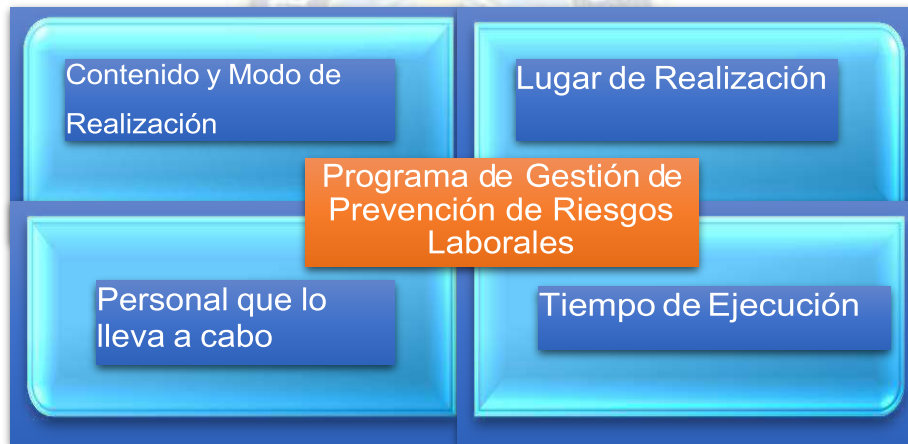 Contenido y Modo de
Realización
Lugar de Realización
Programa de Gestión de
Prevención de Riesgos
Laborales
Personal que lo
lleva a cabo
Tiempo de Ejecución